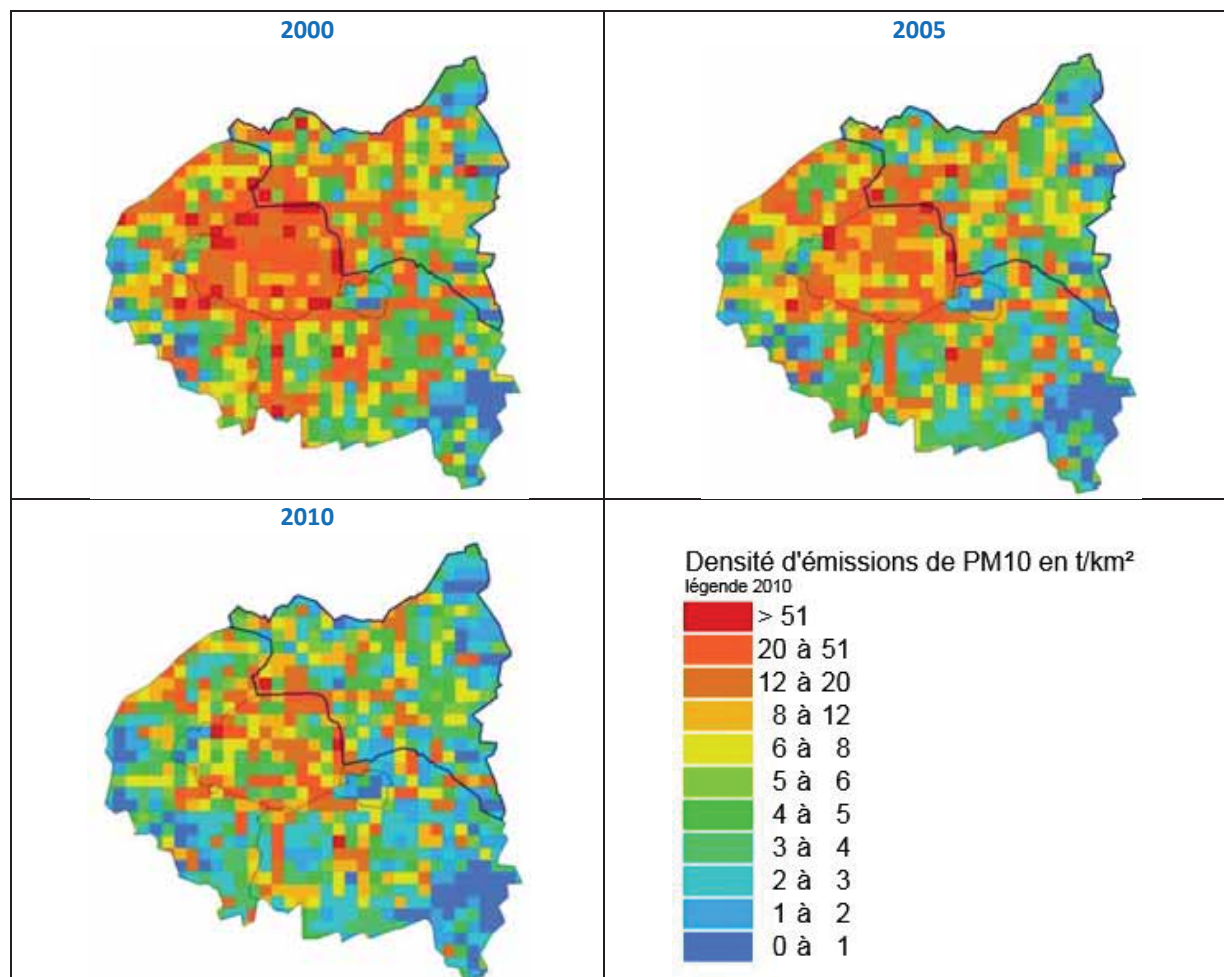 2000
2005
2010
Densité d'émissions de PM10 en t/km²
légende 2010
> 51
20 à 51
12 à 20
8 à 12
6 à 8
5 à 6
4 à 5
3 à 4
2 à 3
1 à 2
0 à 1